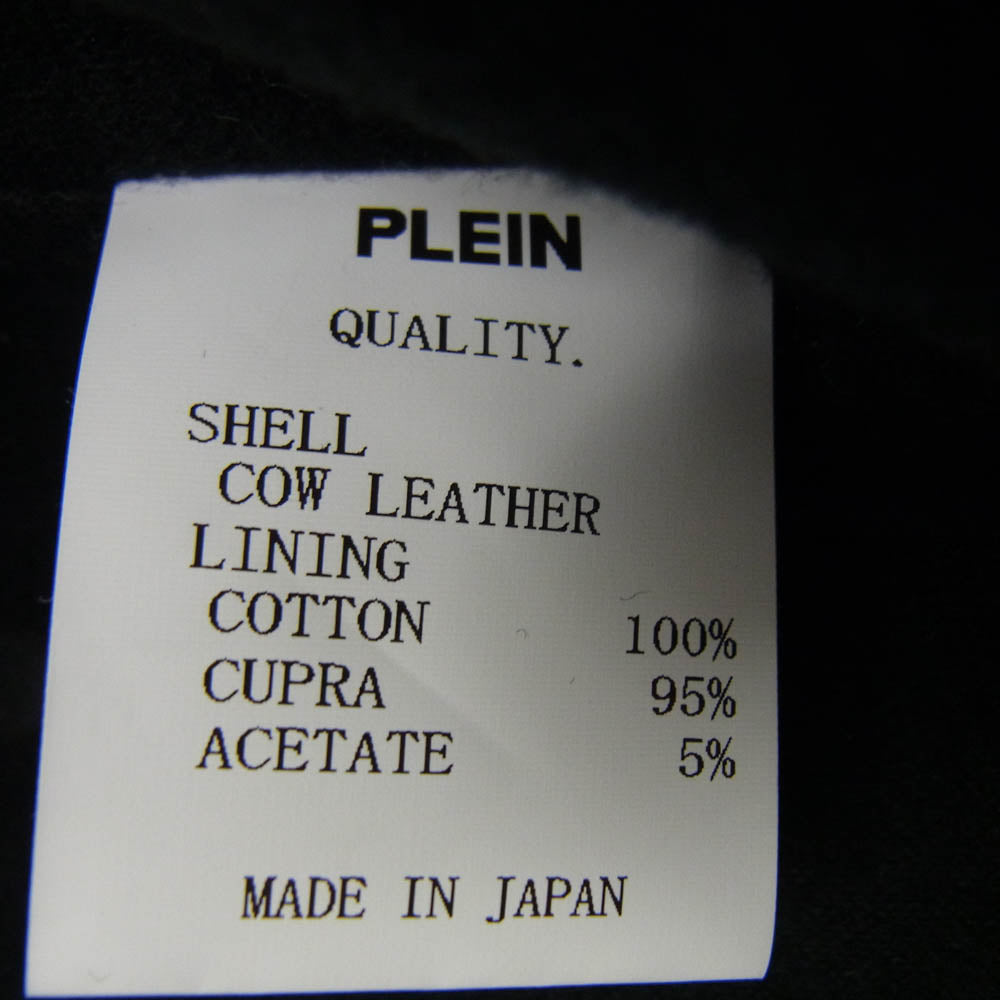 PLEIN
QUALITY.
SHELL
COW LEATHER
LINING
COTTON 100%
CUPRA 95%
ACETATE 5%
MADE IN JAPAN